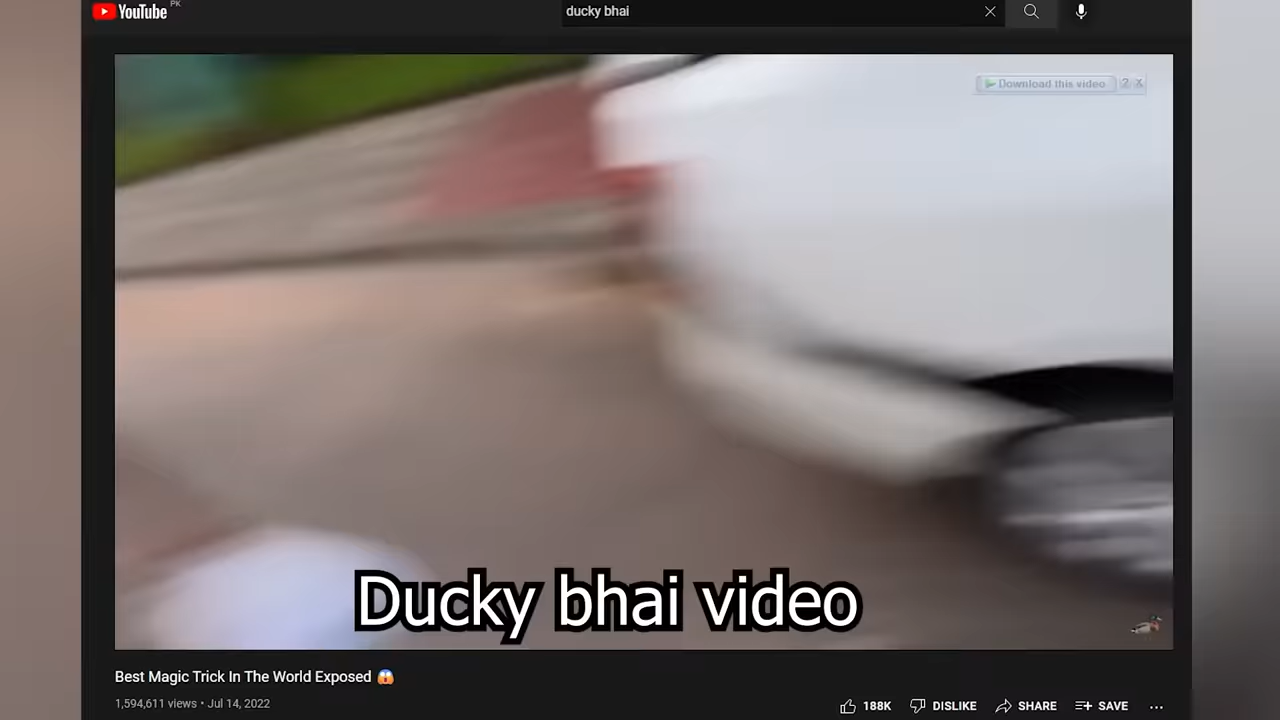 YouTube PK
ducky bhai
Download this video ? X
Ducky bhai video
Best Magic Trick In The World Exposed 😱
1,594,611 views • Jul 14, 2022
188K DISLIKE SHARE SAVE ...